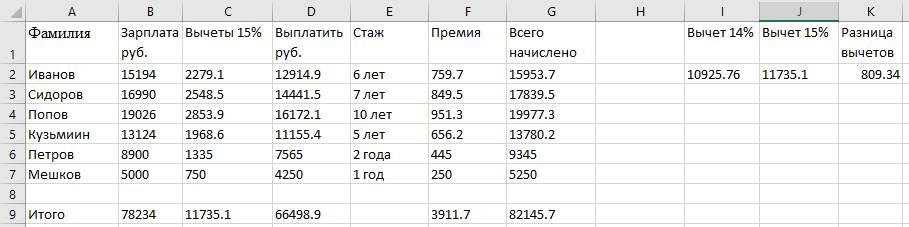 A B C D E F G H I J K
1 Фамилия Зарплата руб. Вычеты 15% Выплатить руб. Стаж Премия Всего начислено Вычет 14% Вычет 15% Разница вычетов
2 Иванов 15194 2279.1 12914.9 6 лет 759.7 15953.7 10925.76 11735.1 809.34
3 Сидоров 16990 2548.5 14441.5 7 лет 849.5 17839.5
4 Попов 19026 2853.9 16172.1 10 лет 951.3 19977.3
5 Кузьмиин 13124 1968.6 11155.4 5 лет 656.2 13780.2
6 Петров 8900 1335 7565 2 года 445 9345
7 Мешков 5000 750 4250 1 год 250 5250
8
9 Итого 78234 11735.1 66498.9 3911.7 82145.7